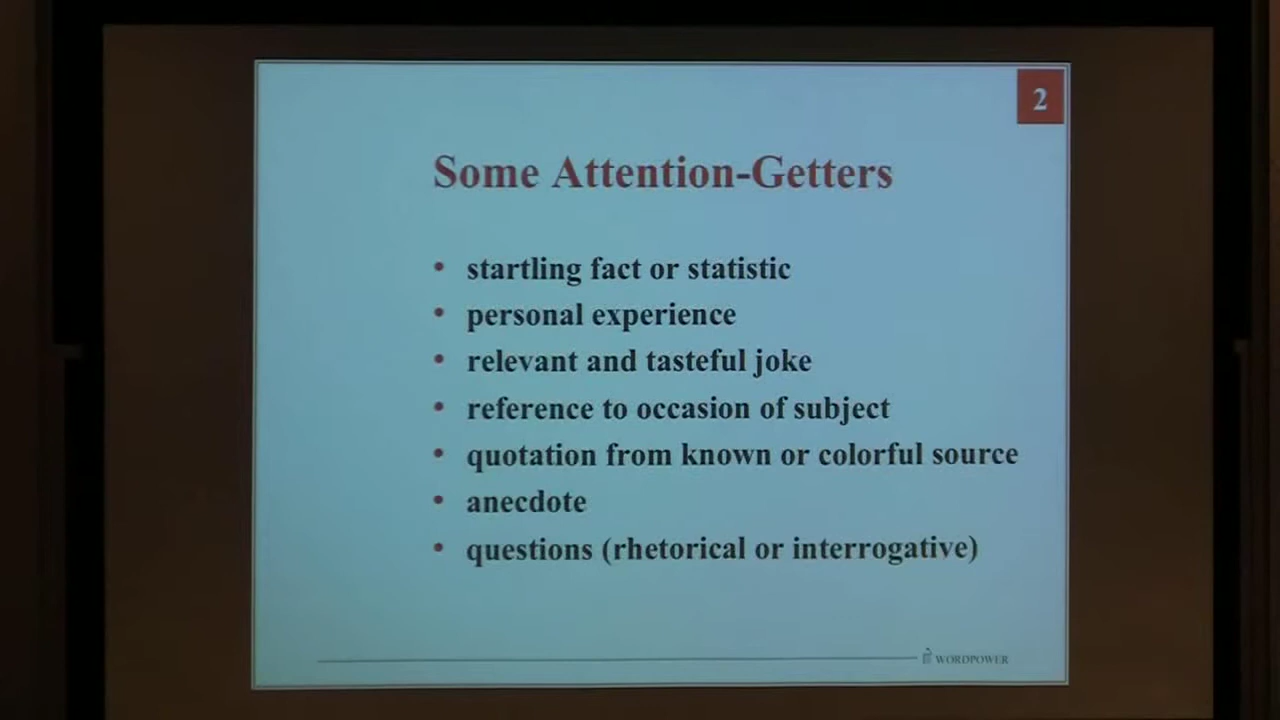 2
Some Attention-Getters
• startling fact or statistic
• personal experience
• relevant and tasteful joke
• reference to occasion of subject
• quotation from known or colorful source
• anecdote
• questions (rhetorical or interrogative)
WORDPOWER